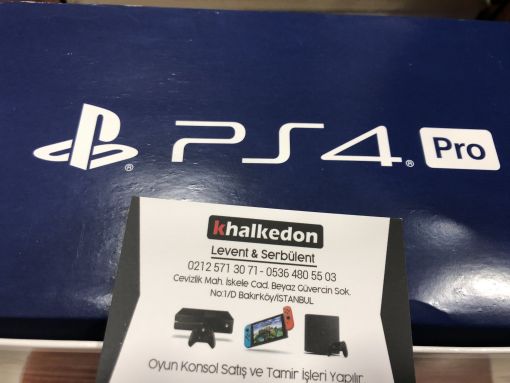 PS4 Pro
khalkedon
Levent & Serbülent
0212 571 30 71 - 0536 480 55 03
Cevizlik Mah. İskele Cad. Beyaz Güvercin Sok.
No:1/D Bakırköy/İSTANBUL
Oyun Konsol Satış ve Tamir İşleri Yapılır